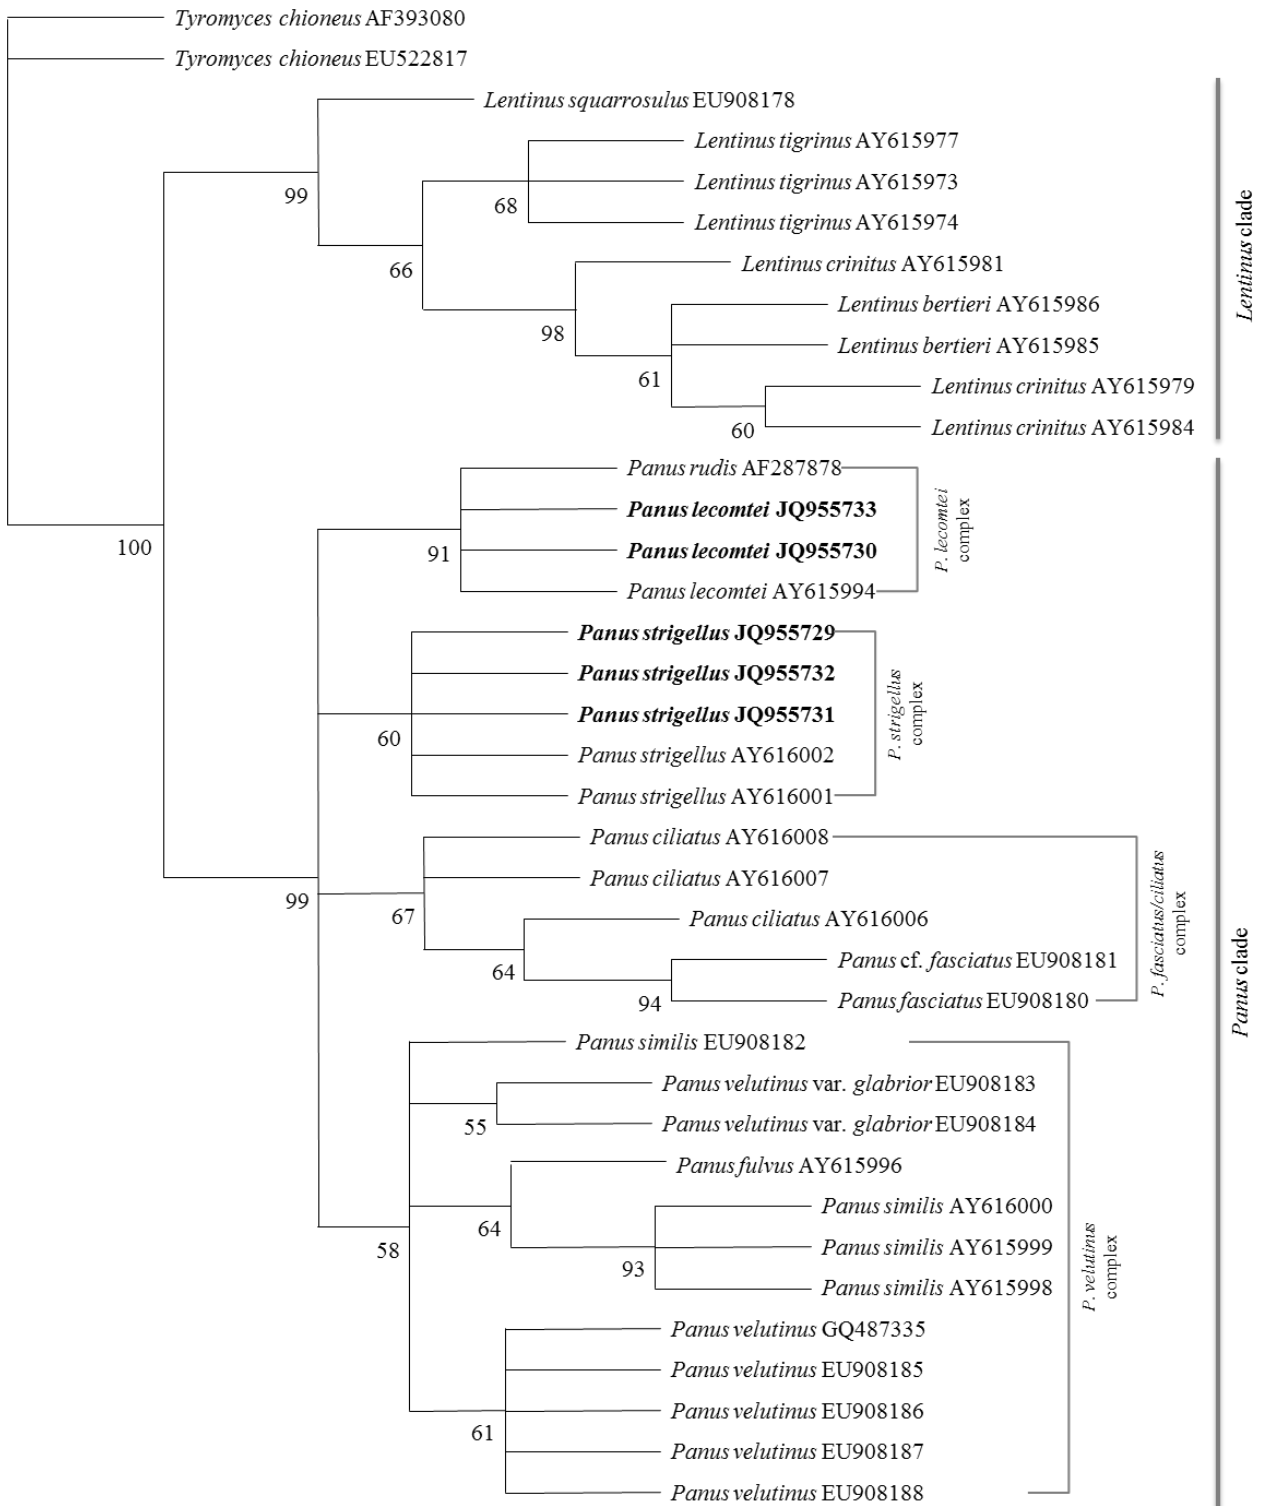 Tyromyces chioneus AF393080
Tyromyces chioneus EU522817
Lentinus squarrosulus EU908178
Lentinus tigrinus AY615977
Lentinus tigrinus AY615973
99
68
Lentinus tigrinus AY615974
66
Lentinus crinitus AY615981
Lentinus bertieri AY615986
98
Lentinus bertieri AY615985
61
Lentinus crinitus AY615979
60
Lentinus crinitus AY615984
Lentinus clade
Panus rudis AF287878
Panus lecomtei JQ955733
100
91
Panus lecomtei JQ955730
Panus lecomtei AY615994
P. lecomtei
complex
Panus strigellus JQ955729
Panus strigellus JQ955732
Panus strigellus JQ955731
60
Panus strigellus AY616002
Panus strigellus AY616001
P. strigellus
complex
Panus ciliatus AY616008
Panus ciliatus AY616007
99
67
Panus ciliatus AY616006
64
Panus cf. fasciatus EU908181
94
Panus fasciatus EU908180
P. fasciatus/ciliatus
complex
Panus clade
Panus similis EU908182
Panus velutinus var. glabrior EU908183
55
Panus velutinus var. glabrior EU908184
Panus fulvus AY615996
Panus similis AY616000
64
58
Panus similis AY615999
93
Panus similis AY615998
P. velutinus
complex
Panus velutinus GQ487335
Panus velutinus EU908185
Panus velutinus EU908186
61
Panus velutinus EU908187
Panus velutinus EU908188